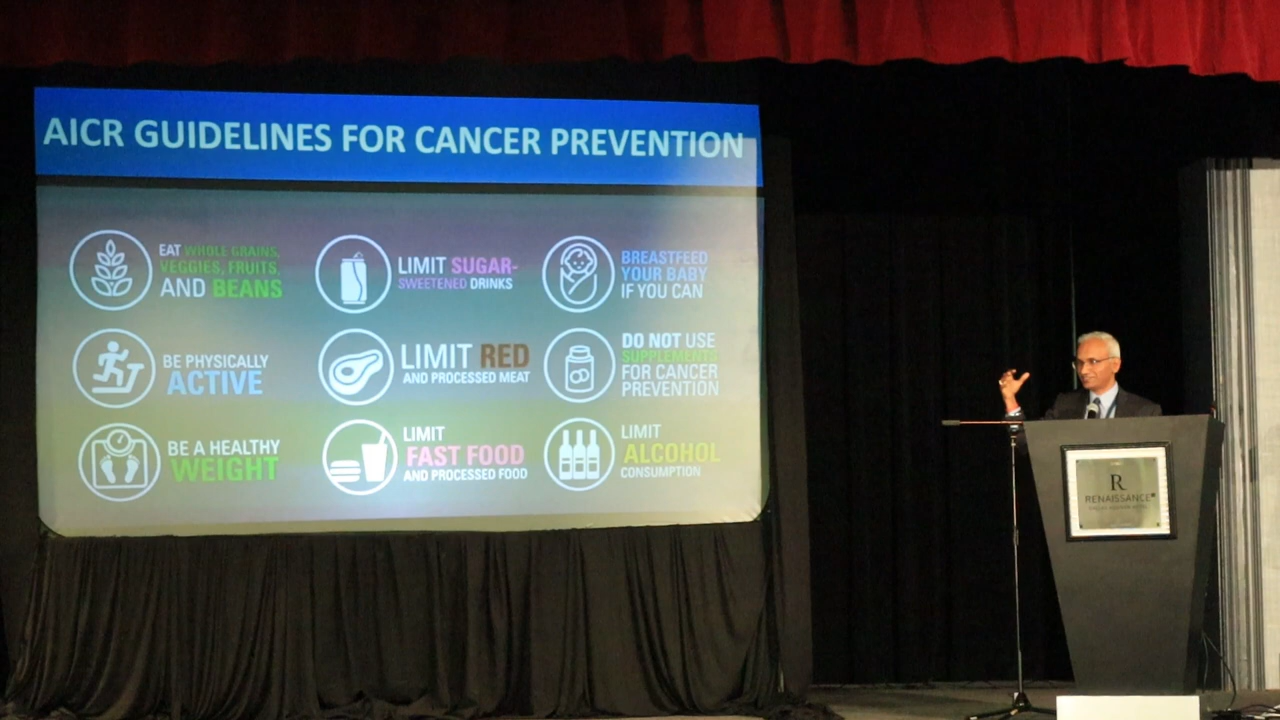 AICR GUIDELINES FOR CANCER PREVENTION
EAT WHOLE GRAINS,
VEGGIES, FRUITS,
AND BEANS
LIMIT SUGAR-
SWEETENED DRINKS
BREASTFEED
YOUR BABY
IF YOU CAN
BE PHYSICALLY
ACTIVE
LIMIT RED
AND PROCESSED MEAT
DO NOT USE
SUPPLEMENTS
FOR CANCER
PREVENTION
BE A HEALTHY
WEIGHT
LIMIT
FAST FOOD
AND PROCESSED FOOD
LIMIT
ALCOHOL
CONSUMPTION
R
RENAISSANCE